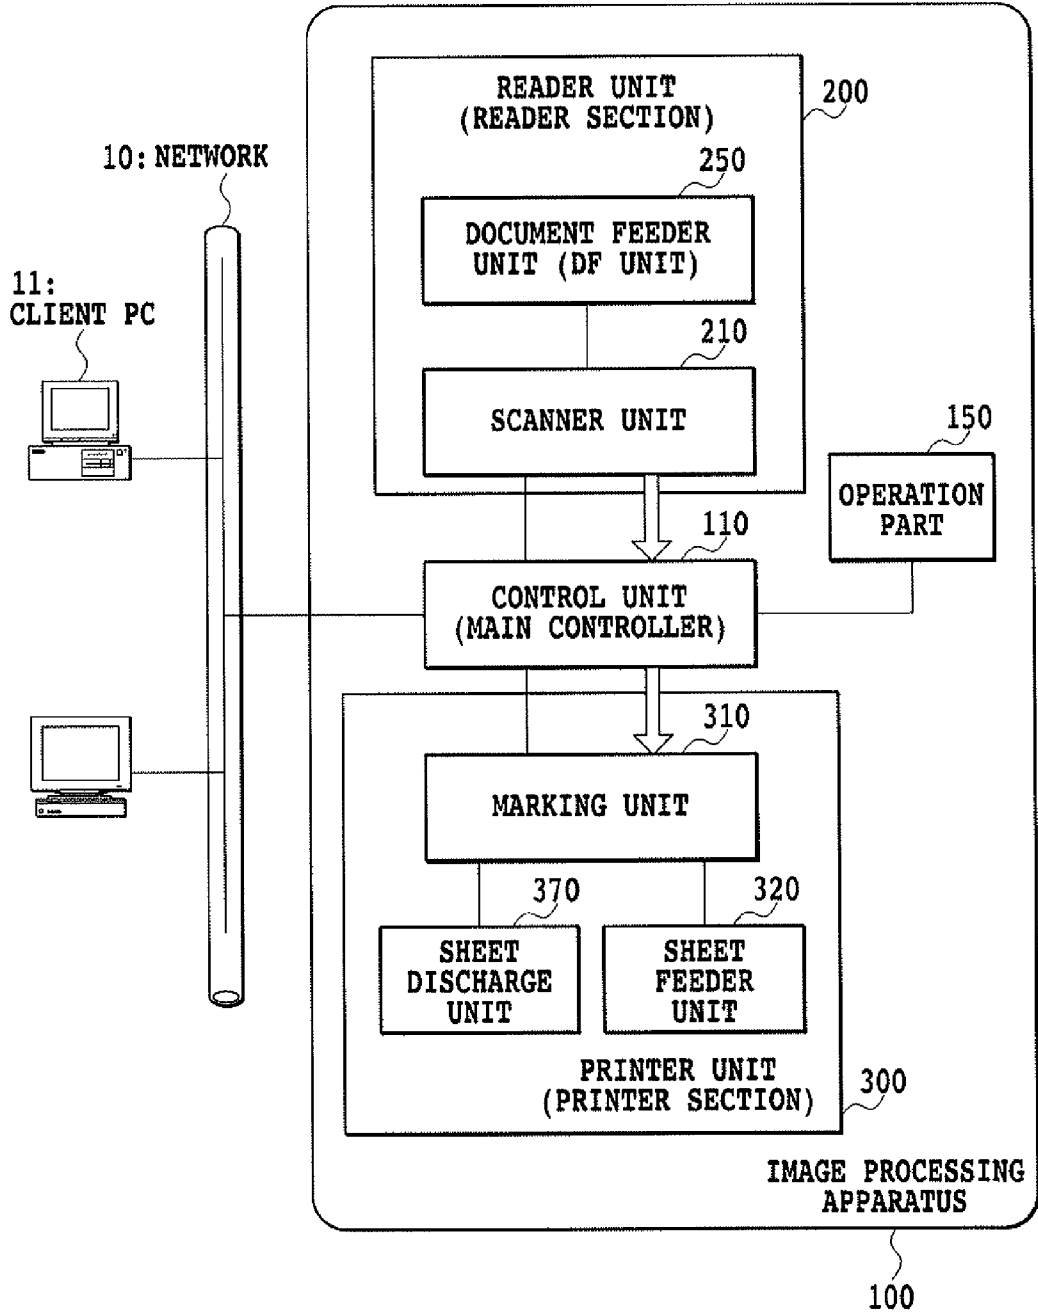 READER UNIT
(READER SECTION)
200
10: NETWORK
250
DOCUMENT FEEDER
UNIT (DF UNIT)
11:
CLIENT PC
210
SCANNER UNIT
150
OPERATION
PART
110
CONTROL UNIT
(MAIN CONTROLLER)
310
MARKING UNIT
370
320
SHEET
DISCHARGE
UNIT
SHEET
FEEDER
UNIT
PRINTER UNIT
(PRINTER SECTION)
300
IMAGE PROCESSING
APPARATUS
100